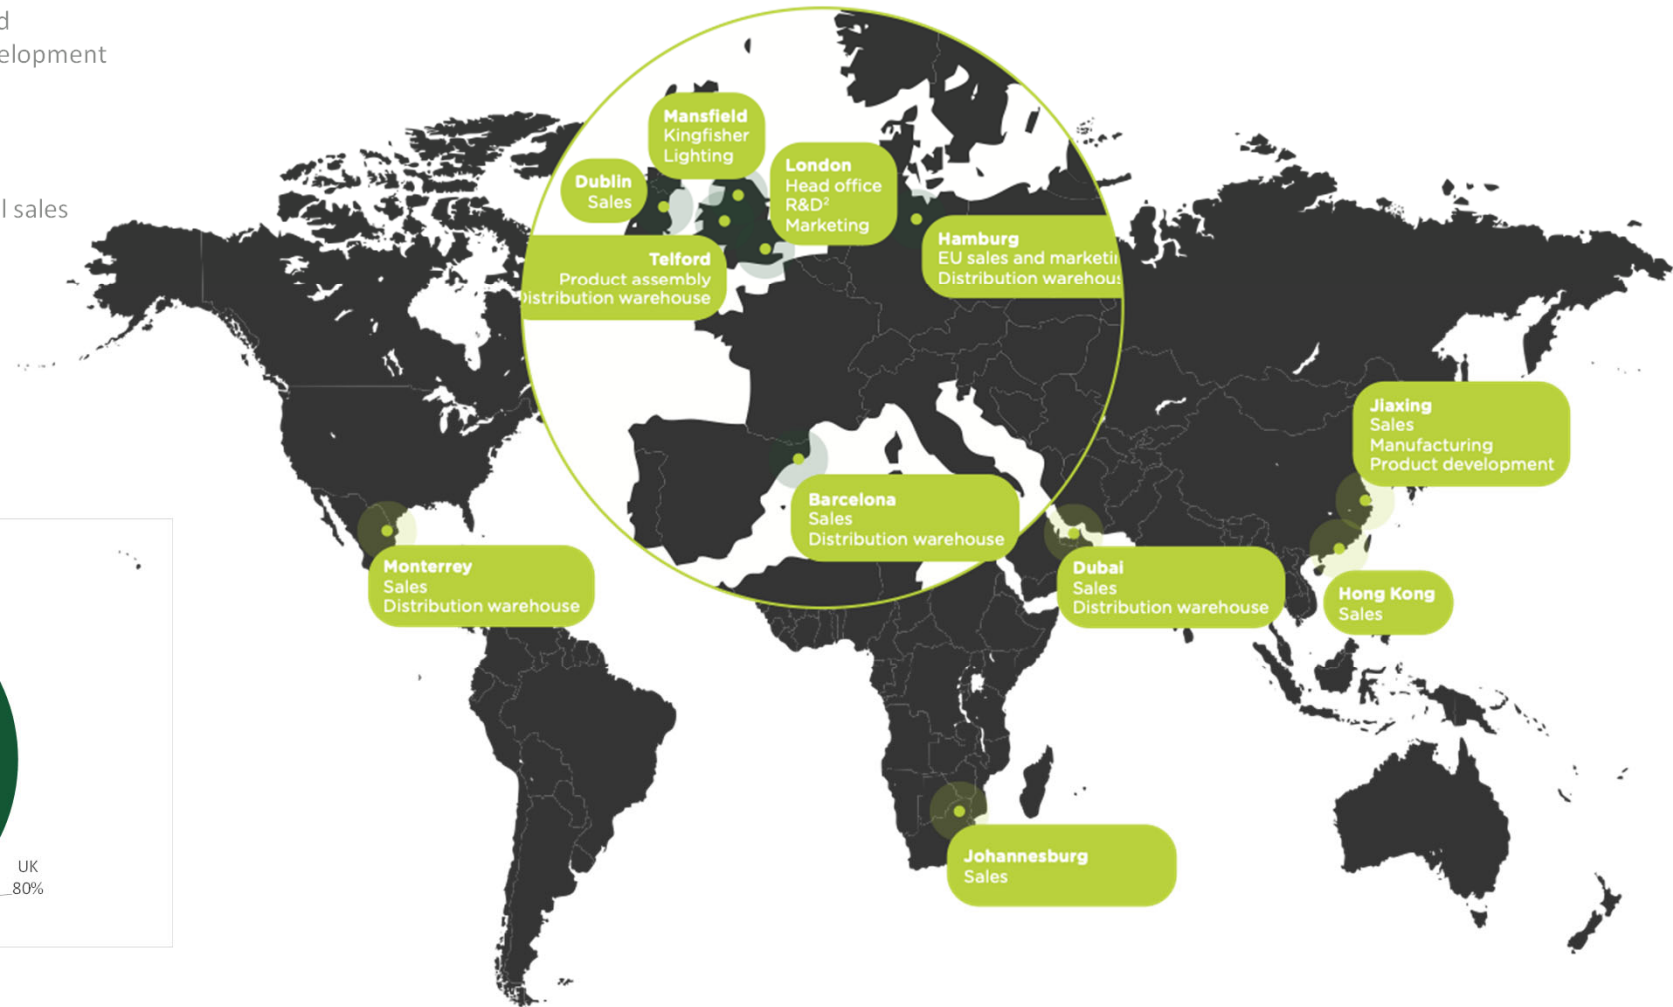 d
elopment
l sales
Mansfield
Kingfisher
Lighting
Dublin
Sales
London
Head office
R&D²
Marketing
Telford
Product assembly
Distribution warehouse
Hamburg
EU sales and marketi
Distribution warehous
Barcelona
Sales
Distribution warehouse
Jiaxing
Sales
Manufacturing
Product development
Monterrey
Sales
Distribution warehouse
Dubai
Sales
Distribution warehouse
Hong Kong
Sales
Johannesburg
Sales
UK
80%